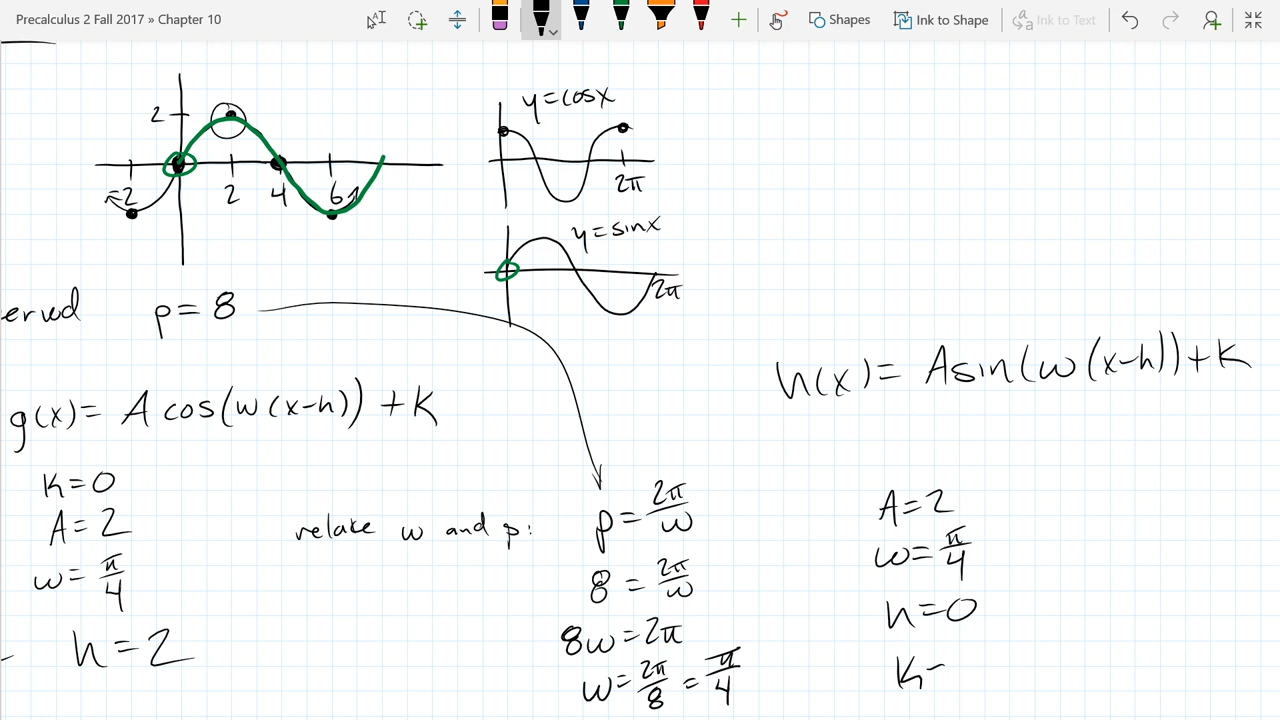 Precalculus 2 Fall 2017 » Chapter 10
Shapes
Ink to Shape
Ink to Text
2
-2 2 4 6
y=cosx
2π
y=sinx
2π
p=8
g(x)= A cos(w(x-h)) +K
h(x)= Asin(w(x-h))+K
K=0
A=2
w=π/4
h=2
relate w and p:
p=2π/w
8=2π/w
8w=2π
w=2π/8=π/4
A=2
w=π/4
h=0
K-